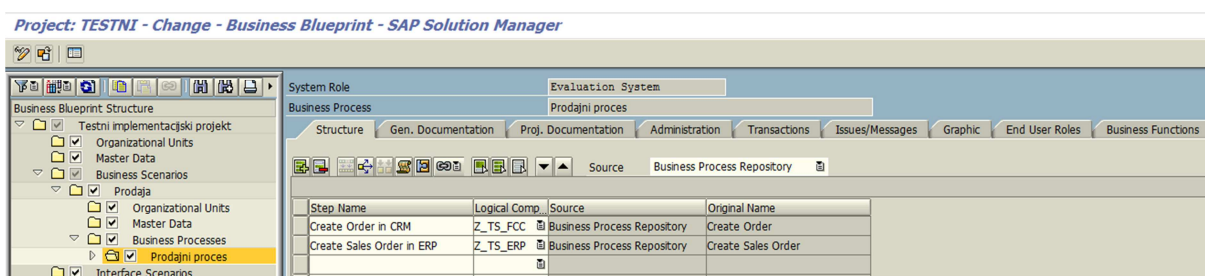 Project: TESTNI - Change - Business Blueprint - SAP Solution Manager
System Role Evaluation System
Business Process Prodajni proces
Business Blueprint Structure
Testni implementacijski projekt
Organizational Units
Master Data
Business Scenarios
Prodaja
Organizational Units
Master Data
Business Processes
Prodajni proces
Interface Scenarios
Structure Gen. Documentation Proj. Documentation Administration Transactions Issues/Messages Graphic End User Roles Business Functions
Source Business Process Repository
Step Name Logical Comp... Source Original Name
Create Order in CRM Z_TS_FCC Business Process Repository Create Order
Create Sales Order in ERP Z_TS_ERP Business Process Repository Create Sales Order